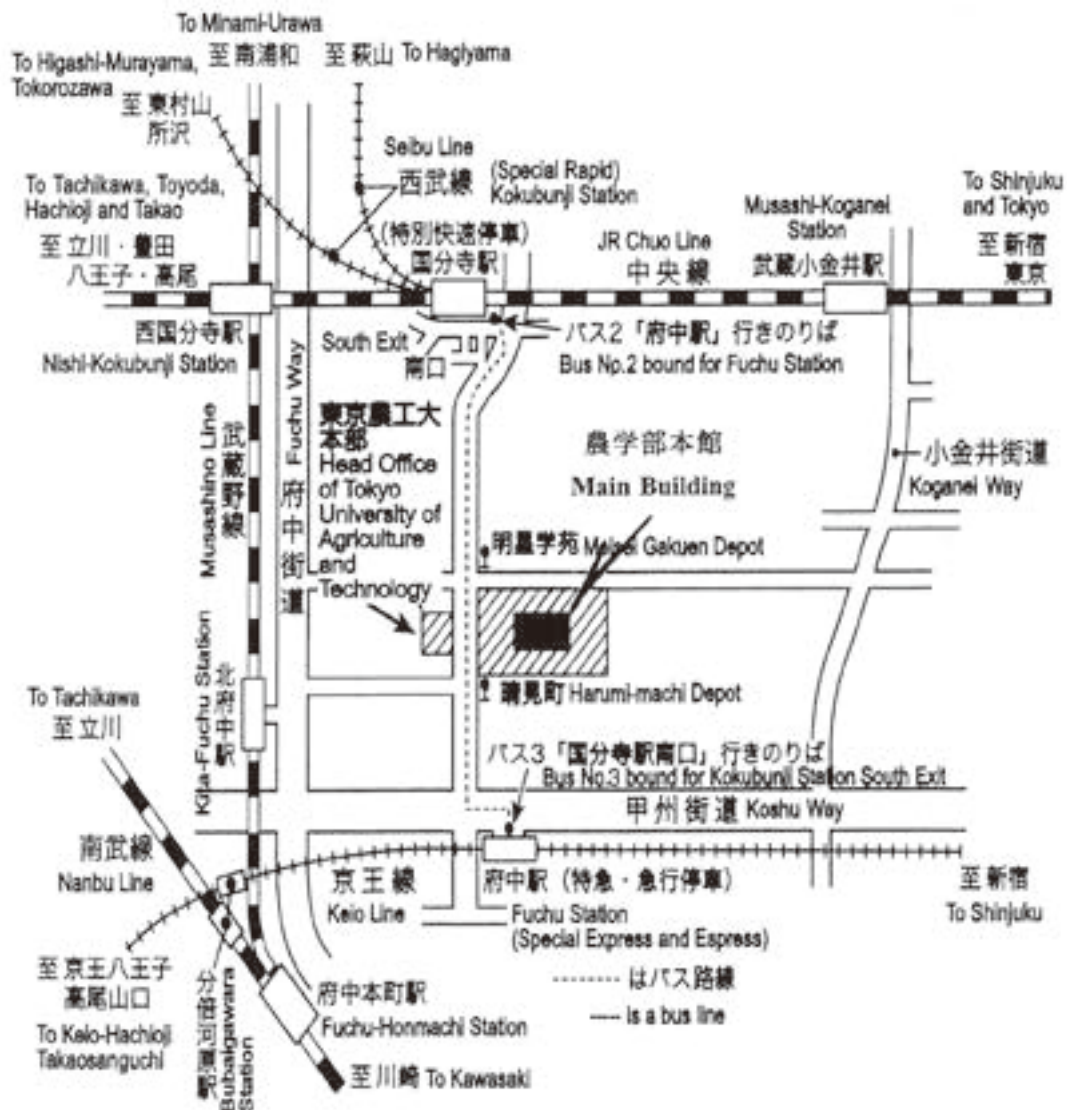 To Minami-Urawa
至 南浦和
至 萩山 To Hagiyama
To Higashi-Murayama,
Tokorozawa
至 東村山
所沢
Seibu Line
西武線
(Special Rapid)
Kokubunji Station
(特別快速停車)
国分寺駅
To Tachikawa, Toyoda,
Hachioji and Takao
至 立川・豊田
八王子・高尾
JR Chuo Line
中央線
Musashi-Koganei
Station
武蔵小金井駅
To Shinjuku
and Tokyo
至 新宿
東京
西国分寺駅
Nishi-Kokubunji Station
South Exit
南口
バス2「府中駅」行きのりば
Bus Np.2 bound for Fuchu Station
Fuchu Way
府中街道
Musashino Line
武蔵野線
東京農工大
本部
Head Office
of Tokyo
University of
Agriculture
and
Technology
農学部本館
Main Building
小金井街道
Koganei Way
明星学苑 Meisei Gakuen Depot
晴見町 Harumi-machi Depot
Kita-Fuchu Station
北府中駅
To Tachikawa
至 立川
バス3「国分寺駅南口」行きのりば
Bus No.3 bound for Kokubunji Station South Exit
甲州街道 Koshu Way
南武線
Nanbu Line
京王線
Keio Line
府中駅(特急・急行停車)
Fuchu Station
(Special Express and Espress)
至 新宿
To Shinjuku
至 京王八王子
高尾山口
To Keio-Hachioji
Takaosanguchi
分倍河原駅
Bubaigawara
Station
府中本町駅
Fuchu-Honmachi Station
至 川崎 To Kawasaki
はバス路線
is a bus line